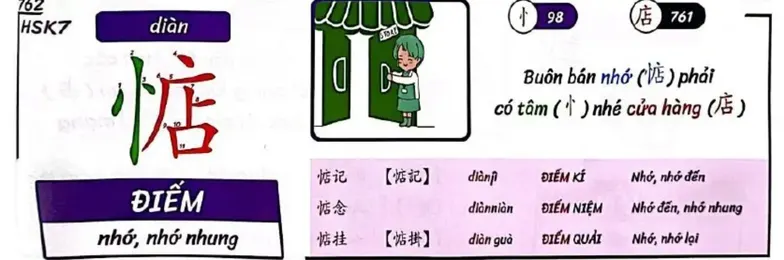 762
HSK7
diàn
惦
ĐIẾM
nhớ, nhớ nhung
STORE
忄 98
店 761
Buôn bán nhớ (惦) phải
có tâm (忄) nhé cửa hàng (店)
惦记 【惦記】 diànjì ĐIẾM KÍ Nhớ, nhớ đến
惦念 diànniàn ĐIẾM NIỆM Nhớ đến, nhớ nhung
惦挂 【惦掛】 diàn guà ĐIẾM QUẢI Nhớ, nhớ lại